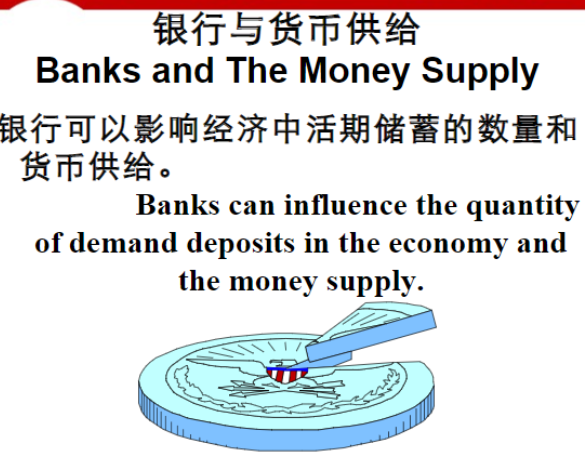 银行与货币供给
Banks and The Money Supply
银行可以影响经济中活期储蓄的数量和
货币供给。
Banks can influence the quantity
of demand deposits in the economy and
the money supply.